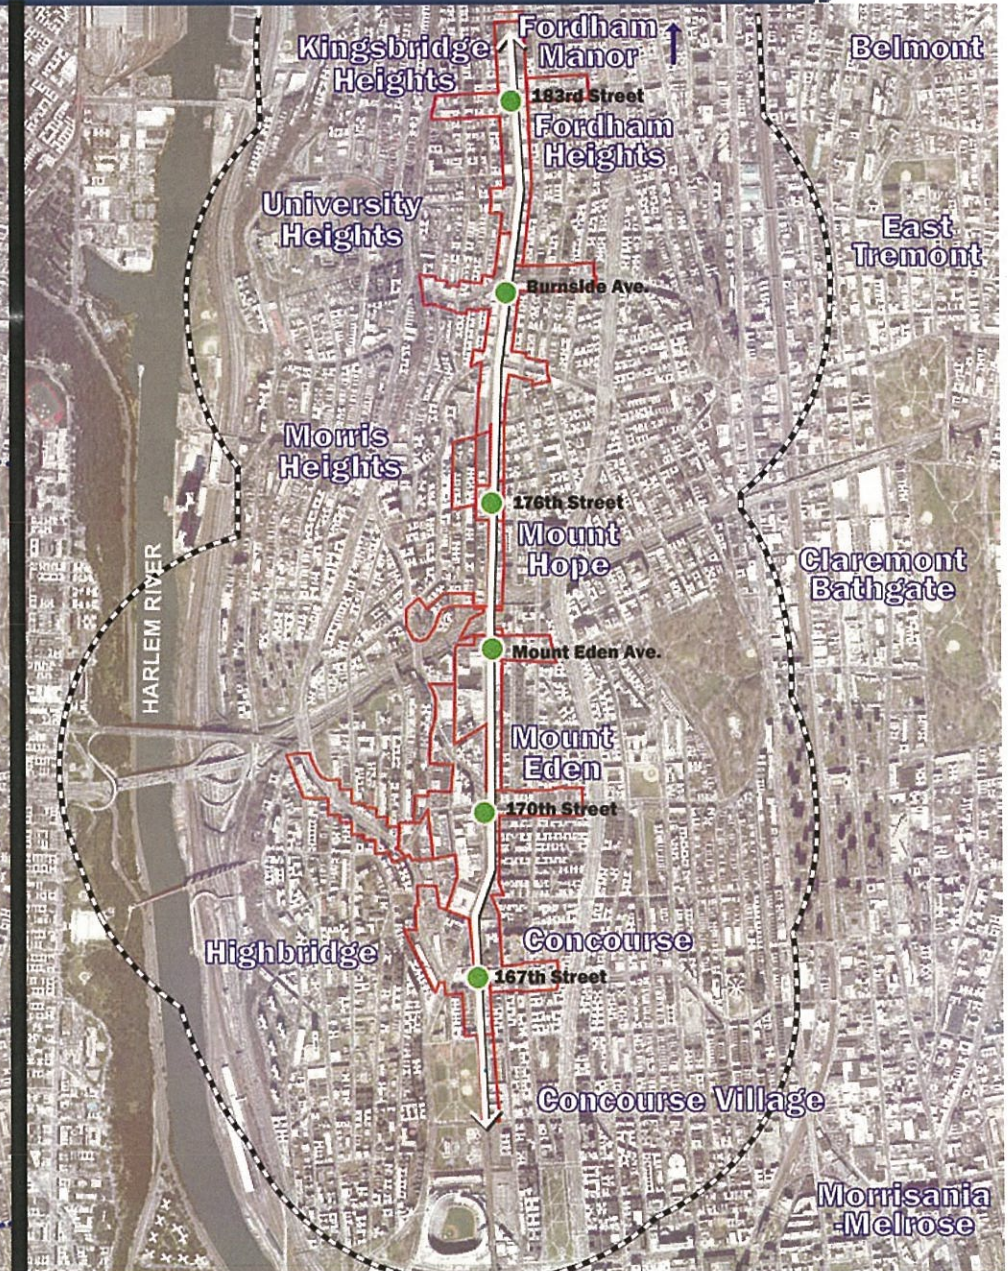 Kingsbridge
Heights
Fordham
Manor
Belmont
183rd Street
Fordham
Heights
University
Heights
East
Tremont
Burnside Ave.
Morris
Heights
176th Street
Mount
Hope
Claremont
Bathgate
HARLEM RIVER
Mount Eden Ave.
Mount
Eden
170th Street
Highbridge
Concourse
167th Street
Concourse Village
Morrisania
-Melrose